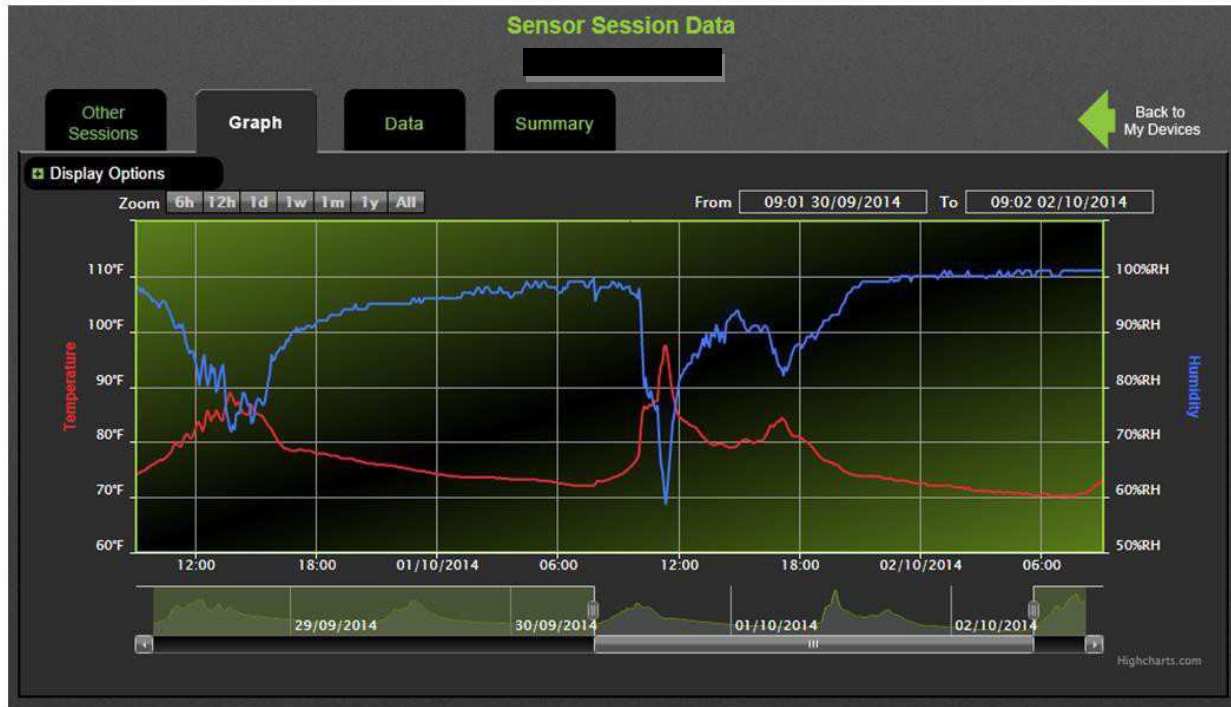 Sensor Session Data
Other
Sessions
Graph
Data
Summary
Back to
My Devices
Display Options
Zoom 6h 12h 1d 1w 1m 1y All
From 09:01 30/09/2014 To 09:02 02/10/2014
110°F
100°F
90°F
80°F
70°F
60°F
Temperature
100%RH
90%RH
80%RH
70%RH
60%RH
50%RH
Humidity
12:00 18:00 01/10/2014 06:00 12:00 18:00 02/10/2014 06:00
29/09/2014 30/09/2014 01/10/2014 02/10/2014
Highcharts.com